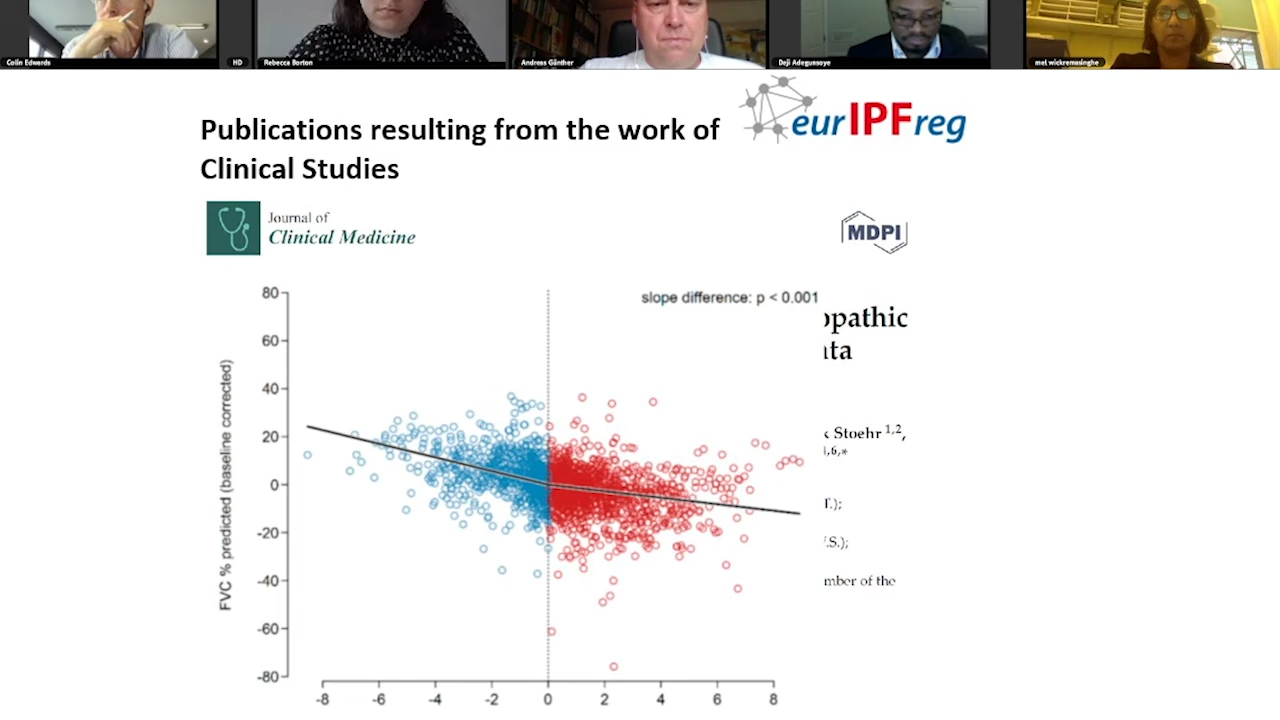 Colin Edwards
HD
Rebecca Borton
Andreas Günther
Deji Adegunsoye
mel wickremasinghe
Publications resulting from the work of
Clinical Studies
eurIPFreg
Journal of
Clinical Medicine
MDPI
slope difference: p < 0.001
80
60
40
20
0
-20
-40
-60
-80
FVC % predicted (baseline corrected)
-8 -6 -4 -2 0 2 4 6 8
opathic
ata
Stoehr 1,2,
,6,*
.);
.S.);
mber of the